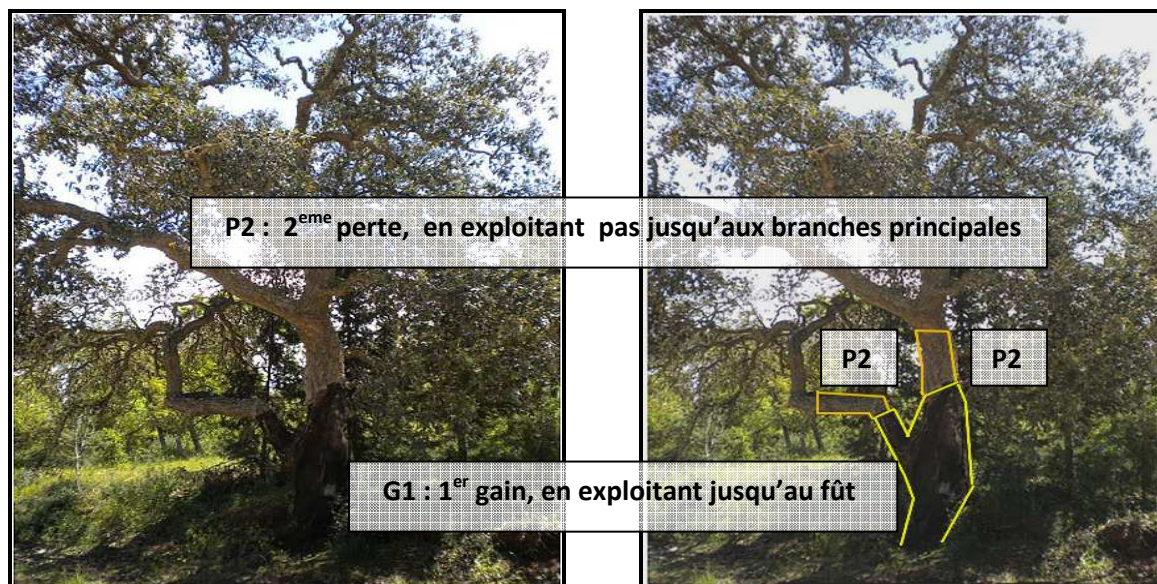 P2 : 2eme perte, en exploitant pas jusqu'aux branches principales
P2
P2
G1 : 1er gain, en exploitant jusqu'au fût